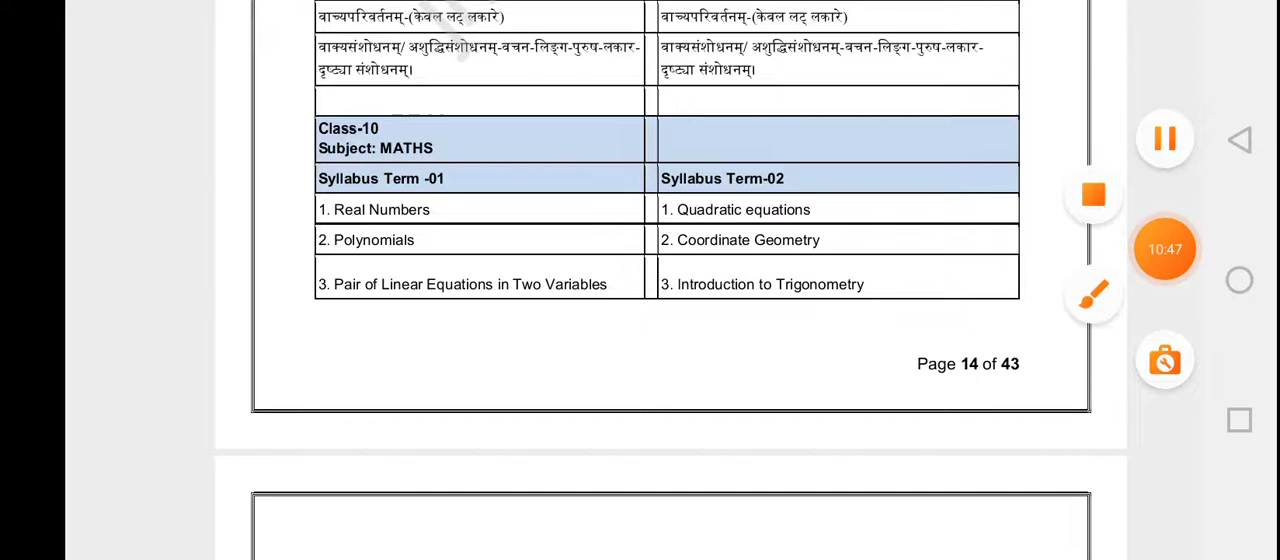 वाच्यपरिवर्तनम्-(केवल लट् लकारे) वाच्यपरिवर्तनम्-(केवल लट् लकारे)
वाक्यसंशोधनम्/ अशुद्धिसंशोधनम्-वचन-लिङ्ग-पुरुष-लकार- वाक्यसंशोधनम्/ अशुद्धिसंशोधनम्-वचन-लिङ्ग-पुरुष-लकार-
दृष्ट्या संशोधनम्। दृष्ट्या संशोधनम्।
Class-10
Subject: MATHS
Syllabus Term -01 Syllabus Term-02
1. Real Numbers 1. Quadratic equations
2. Polynomials 2. Coordinate Geometry
3. Pair of Linear Equations in Two Variables 3. Introduction to Trigonometry
Page 14 of 43
10:47